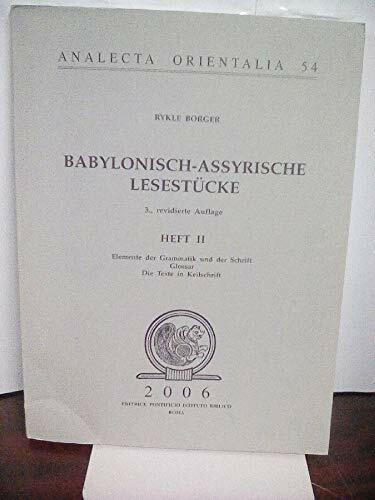 ANALECTA ORIENTALIA 54
RYKLE BORGER
BABYLONISCH-ASSYRISCHE
LESESTÜCKE
3., revidierte Auflage
HEFT II
Elemente der Grammatik und der Schrift
Glossar
Die Texte in Keilschrift
2006
EDITRICE PONTIFICIO ISTITUTO BIBLICO
ROMA